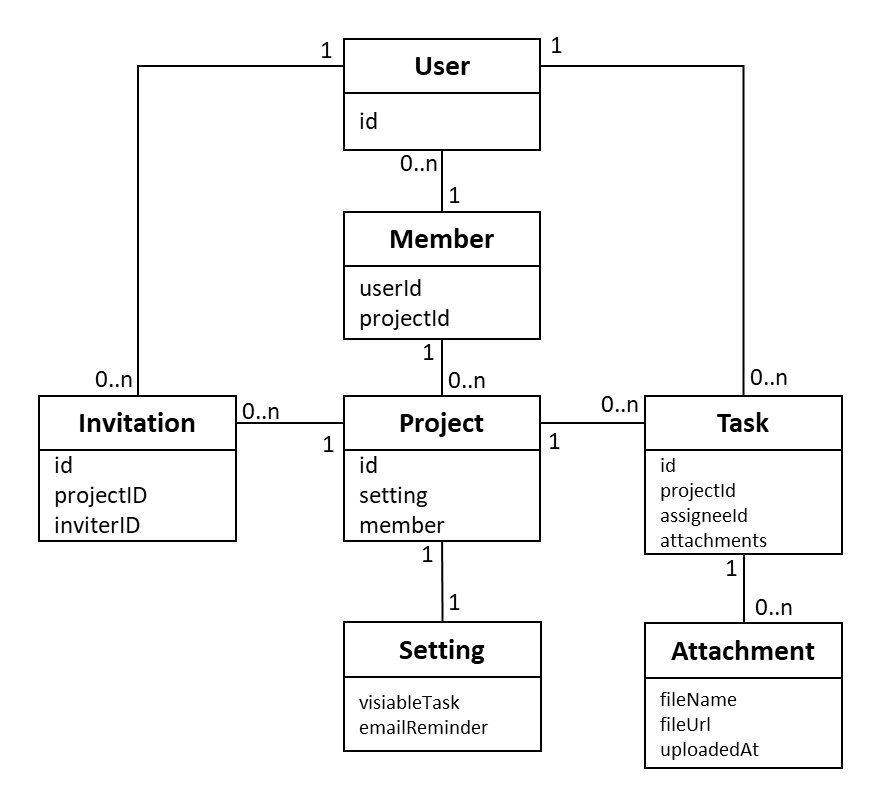 1
1
User
id
0..n
1
Member
userId
projectId
1
0..n
0..n
0..n
Invitation
id
projectID
inviterID
0..n
1
Project
id
setting
member
0..n
1
Task
id
projectId
assigneeId
attachments
1
1
Setting
visiableTask
emailReminder
1
0..n
Attachment
fileName
fileUrl
uploadedAt